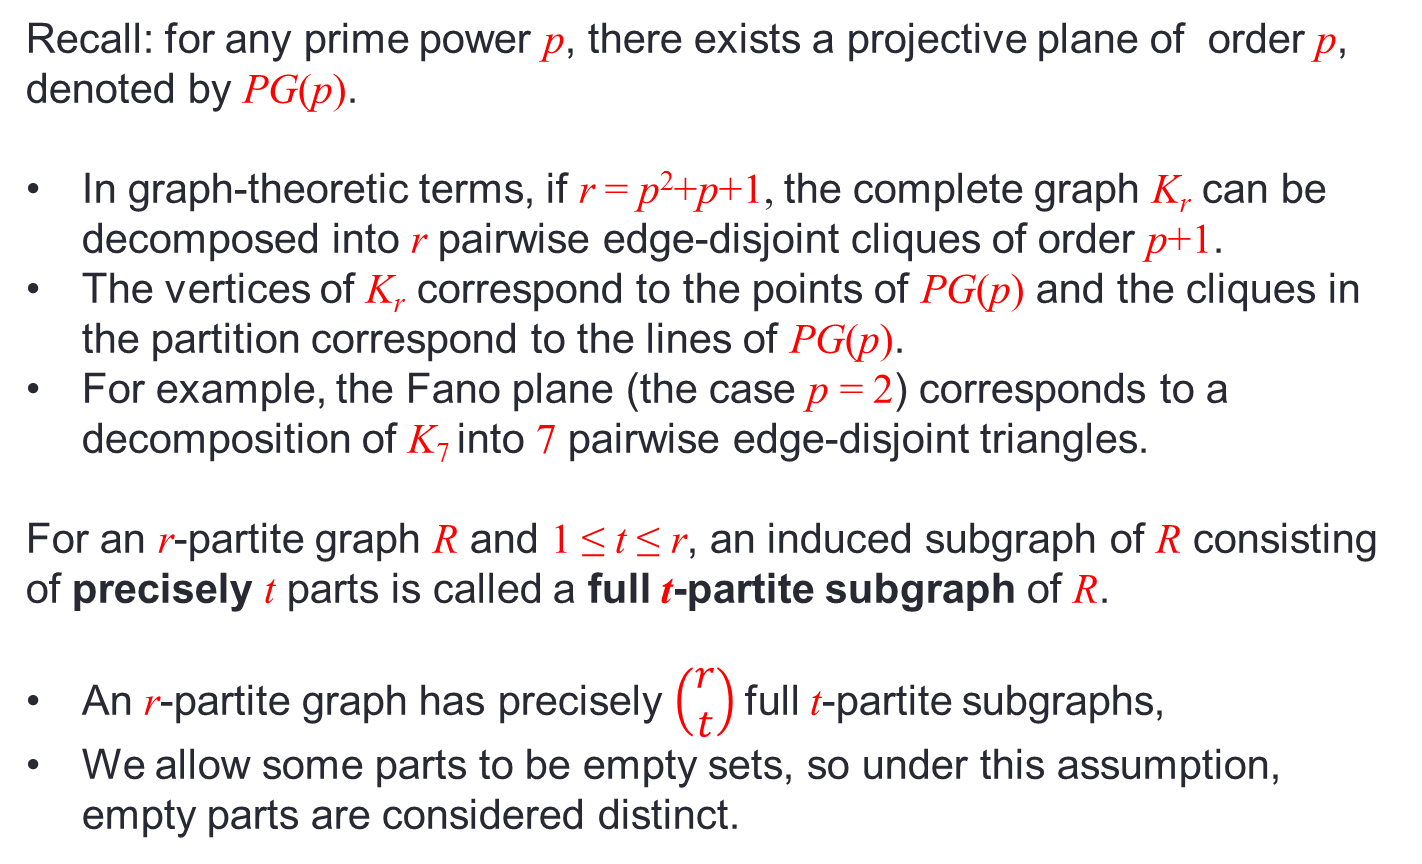 Recall: for any prime power p, there exists a projective plane of order p,
denoted by PG(p).
• In graph-theoretic terms, if r = p²+p+1, the complete graph Kᵣ can be
decomposed into r pairwise edge-disjoint cliques of order p+1.
• The vertices of Kᵣ correspond to the points of PG(p) and the cliques in
the partition correspond to the lines of PG(p).
• For example, the Fano plane (the case p = 2) corresponds to a
decomposition of K₇ into 7 pairwise edge-disjoint triangles.
For an r-partite graph R and 1 ≤ t ≤ r, an induced subgraph of R consisting
of precisely t parts is called a full t-partite subgraph of R.
• An r-partite graph has precisely (r t) full t-partite subgraphs,
• We allow some parts to be empty sets, so under this assumption,
empty parts are considered distinct.